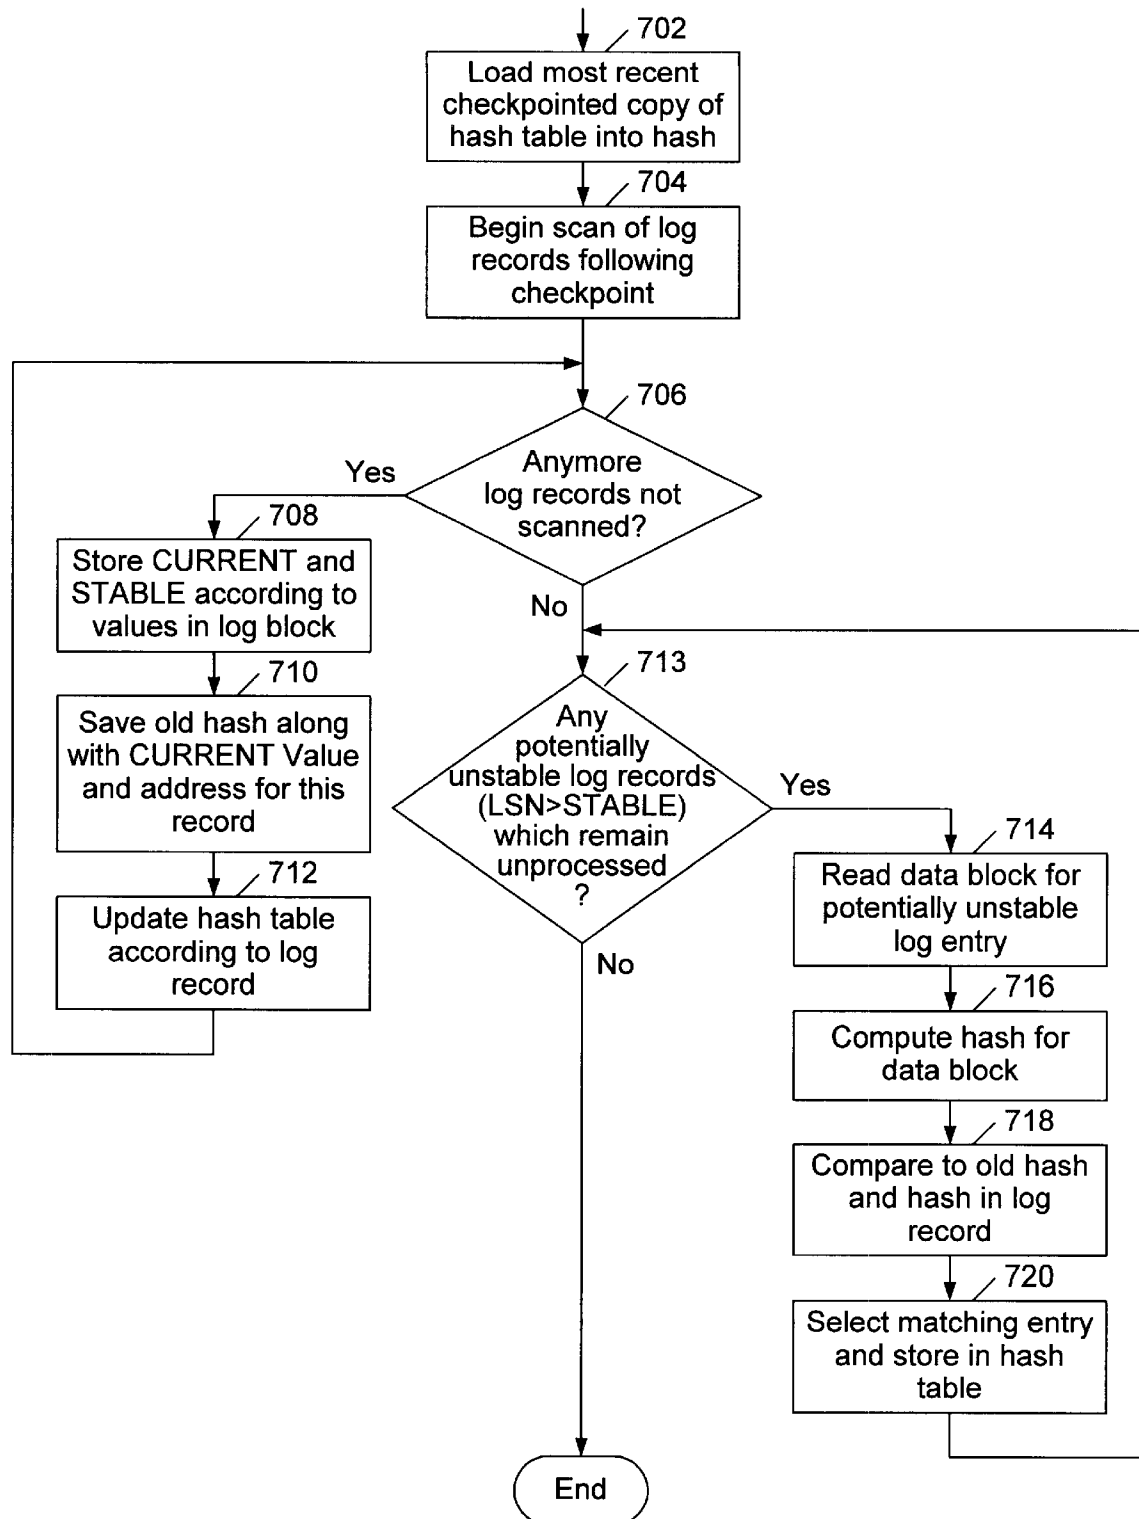 702
Load most recent
checkpointed copy of
hash table into hash
704
Begin scan of log
records following
checkpoint
706
Anymore
log records not
scanned?
Yes
No
708
Store CURRENT and
STABLE according to
values in log block
710
Save old hash along
with CURRENT Value
and address for this
record
712
Update hash table
according to log
record
713
Any
potentially
unstable log records
(LSN>STABLE)
which remain
unprocessed
?
Yes
No
714
Read data block for
potentially unstable
log entry
716
Compute hash for
data block
718
Compare to old hash
and hash in log
record
720
Select matching entry
and store in hash
table
End